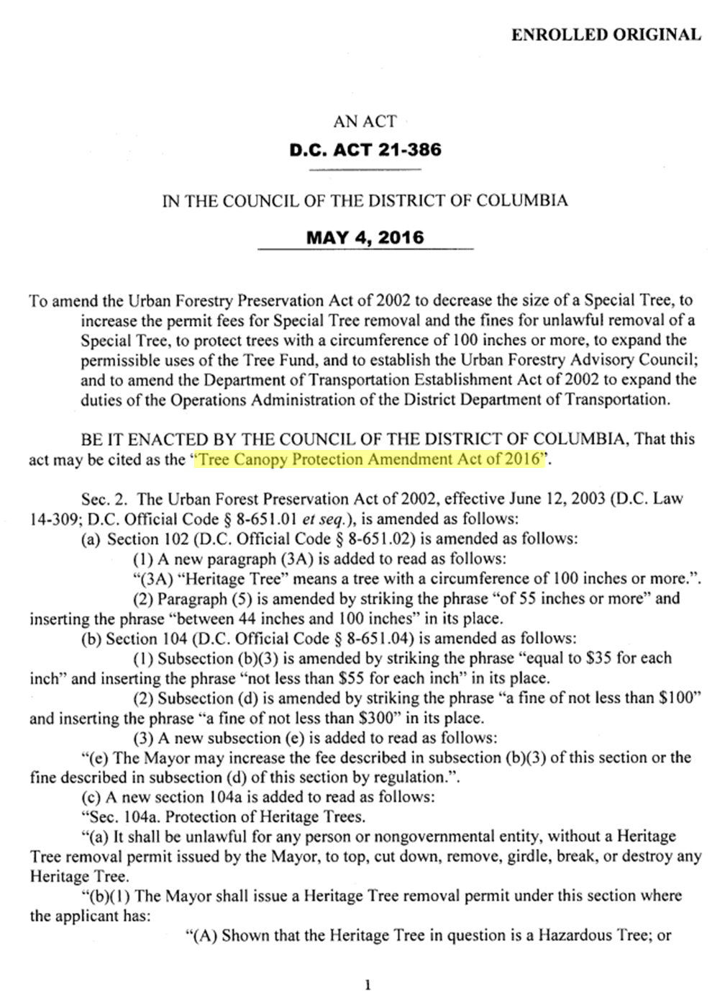 ENROLLED ORIGINAL
AN ACT
D.C. ACT 21-386
IN THE COUNCIL OF THE DISTRICT OF COLUMBIA
MAY 4, 2016
To amend the Urban Forestry Preservation Act of 2002 to decrease the size of a Special Tree, to
increase the permit fees for Special Tree removal and the fines for unlawful removal of a
Special Tree, to protect trees with a circumference of 100 inches or more, to expand the
permissible uses of the Tree Fund, and to establish the Urban Forestry Advisory Council;
and to amend the Department of Transportation Establishment Act of 2002 to expand the
duties of the Operations Administration of the District Department of Transportation.
BE IT ENACTED BY THE COUNCIL OF THE DISTRICT OF COLUMBIA, That this
act may be cited as the “Tree Canopy Protection Amendment Act of 2016”.
Sec. 2. The Urban Forest Preservation Act of 2002, effective June 12, 2003 (D.C. Law
14-309; D.C. Official Code § 8-651.01 et seq.), is amended as follows:
(a) Section 102 (D.C. Official Code § 8-651.02) is amended as follows:
(1) A new paragraph (3A) is added to read as follows:
“(3A) “Heritage Tree” means a tree with a circumference of 100 inches or more.”.
(2) Paragraph (5) is amended by striking the phrase “of 55 inches or more” and
inserting the phrase “between 44 inches and 100 inches” in its place.
(b) Section 104 (D.C. Official Code § 8-651.04) is amended as follows:
(1) Subsection (b)(3) is amended by striking the phrase “equal to $35 for each
inch” and inserting the phrase “not less than $55 for each inch” in its place.
(2) Subsection (d) is amended by striking the phrase “a fine of not less than $100”
and inserting the phrase “a fine of not less than $300” in its place.
(3) A new subsection (e) is added to read as follows:
“(e) The Mayor may increase the fee described in subsection (b)(3) of this section or the
fine described in subsection (d) of this section by regulation.”.
(c) A new section 104a is added to read as follows:
“Sec. 104a. Protection of Heritage Trees.
“(a) It shall be unlawful for any person or nongovernmental entity, without a Heritage
Tree removal permit issued by the Mayor, to top, cut down, remove, girdle, break, or destroy any
Heritage Tree.
“(b)(1) The Mayor shall issue a Heritage Tree removal permit under this section where
the applicant has:
“(A) Shown that the Heritage Tree in question is a Hazardous Tree; or
1